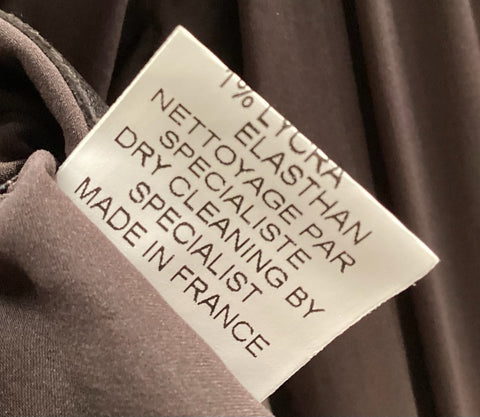 1% LYCRA
ELASTHAN
NETTOYAGE PAR
SPECIALISTE
DRY CLEANING BY
SPECIALIST
MADE IN FRANCE